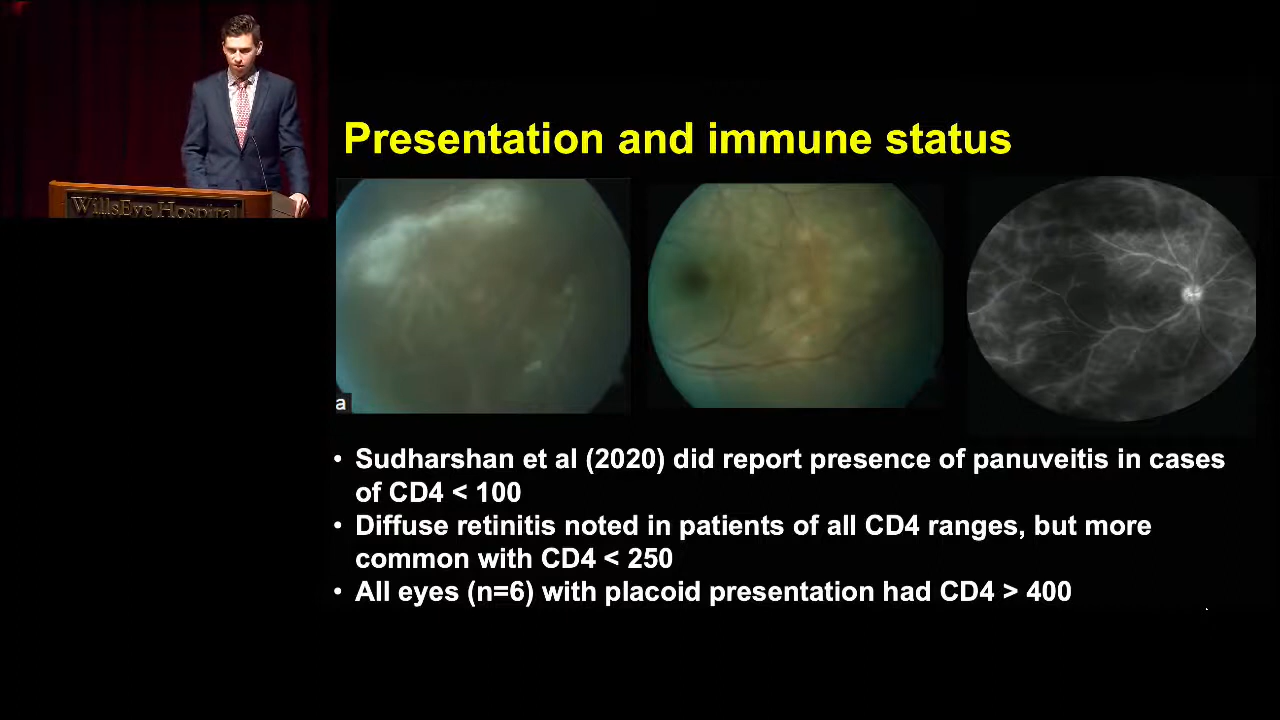 Presentation and immune status
WillsEye Hospital
a
• Sudharshan et al (2020) did report presence of panuveitis in cases
of CD4 < 100
• Diffuse retinitis noted in patients of all CD4 ranges, but more
common with CD4 < 250
• All eyes (n=6) with placoid presentation had CD4 > 400